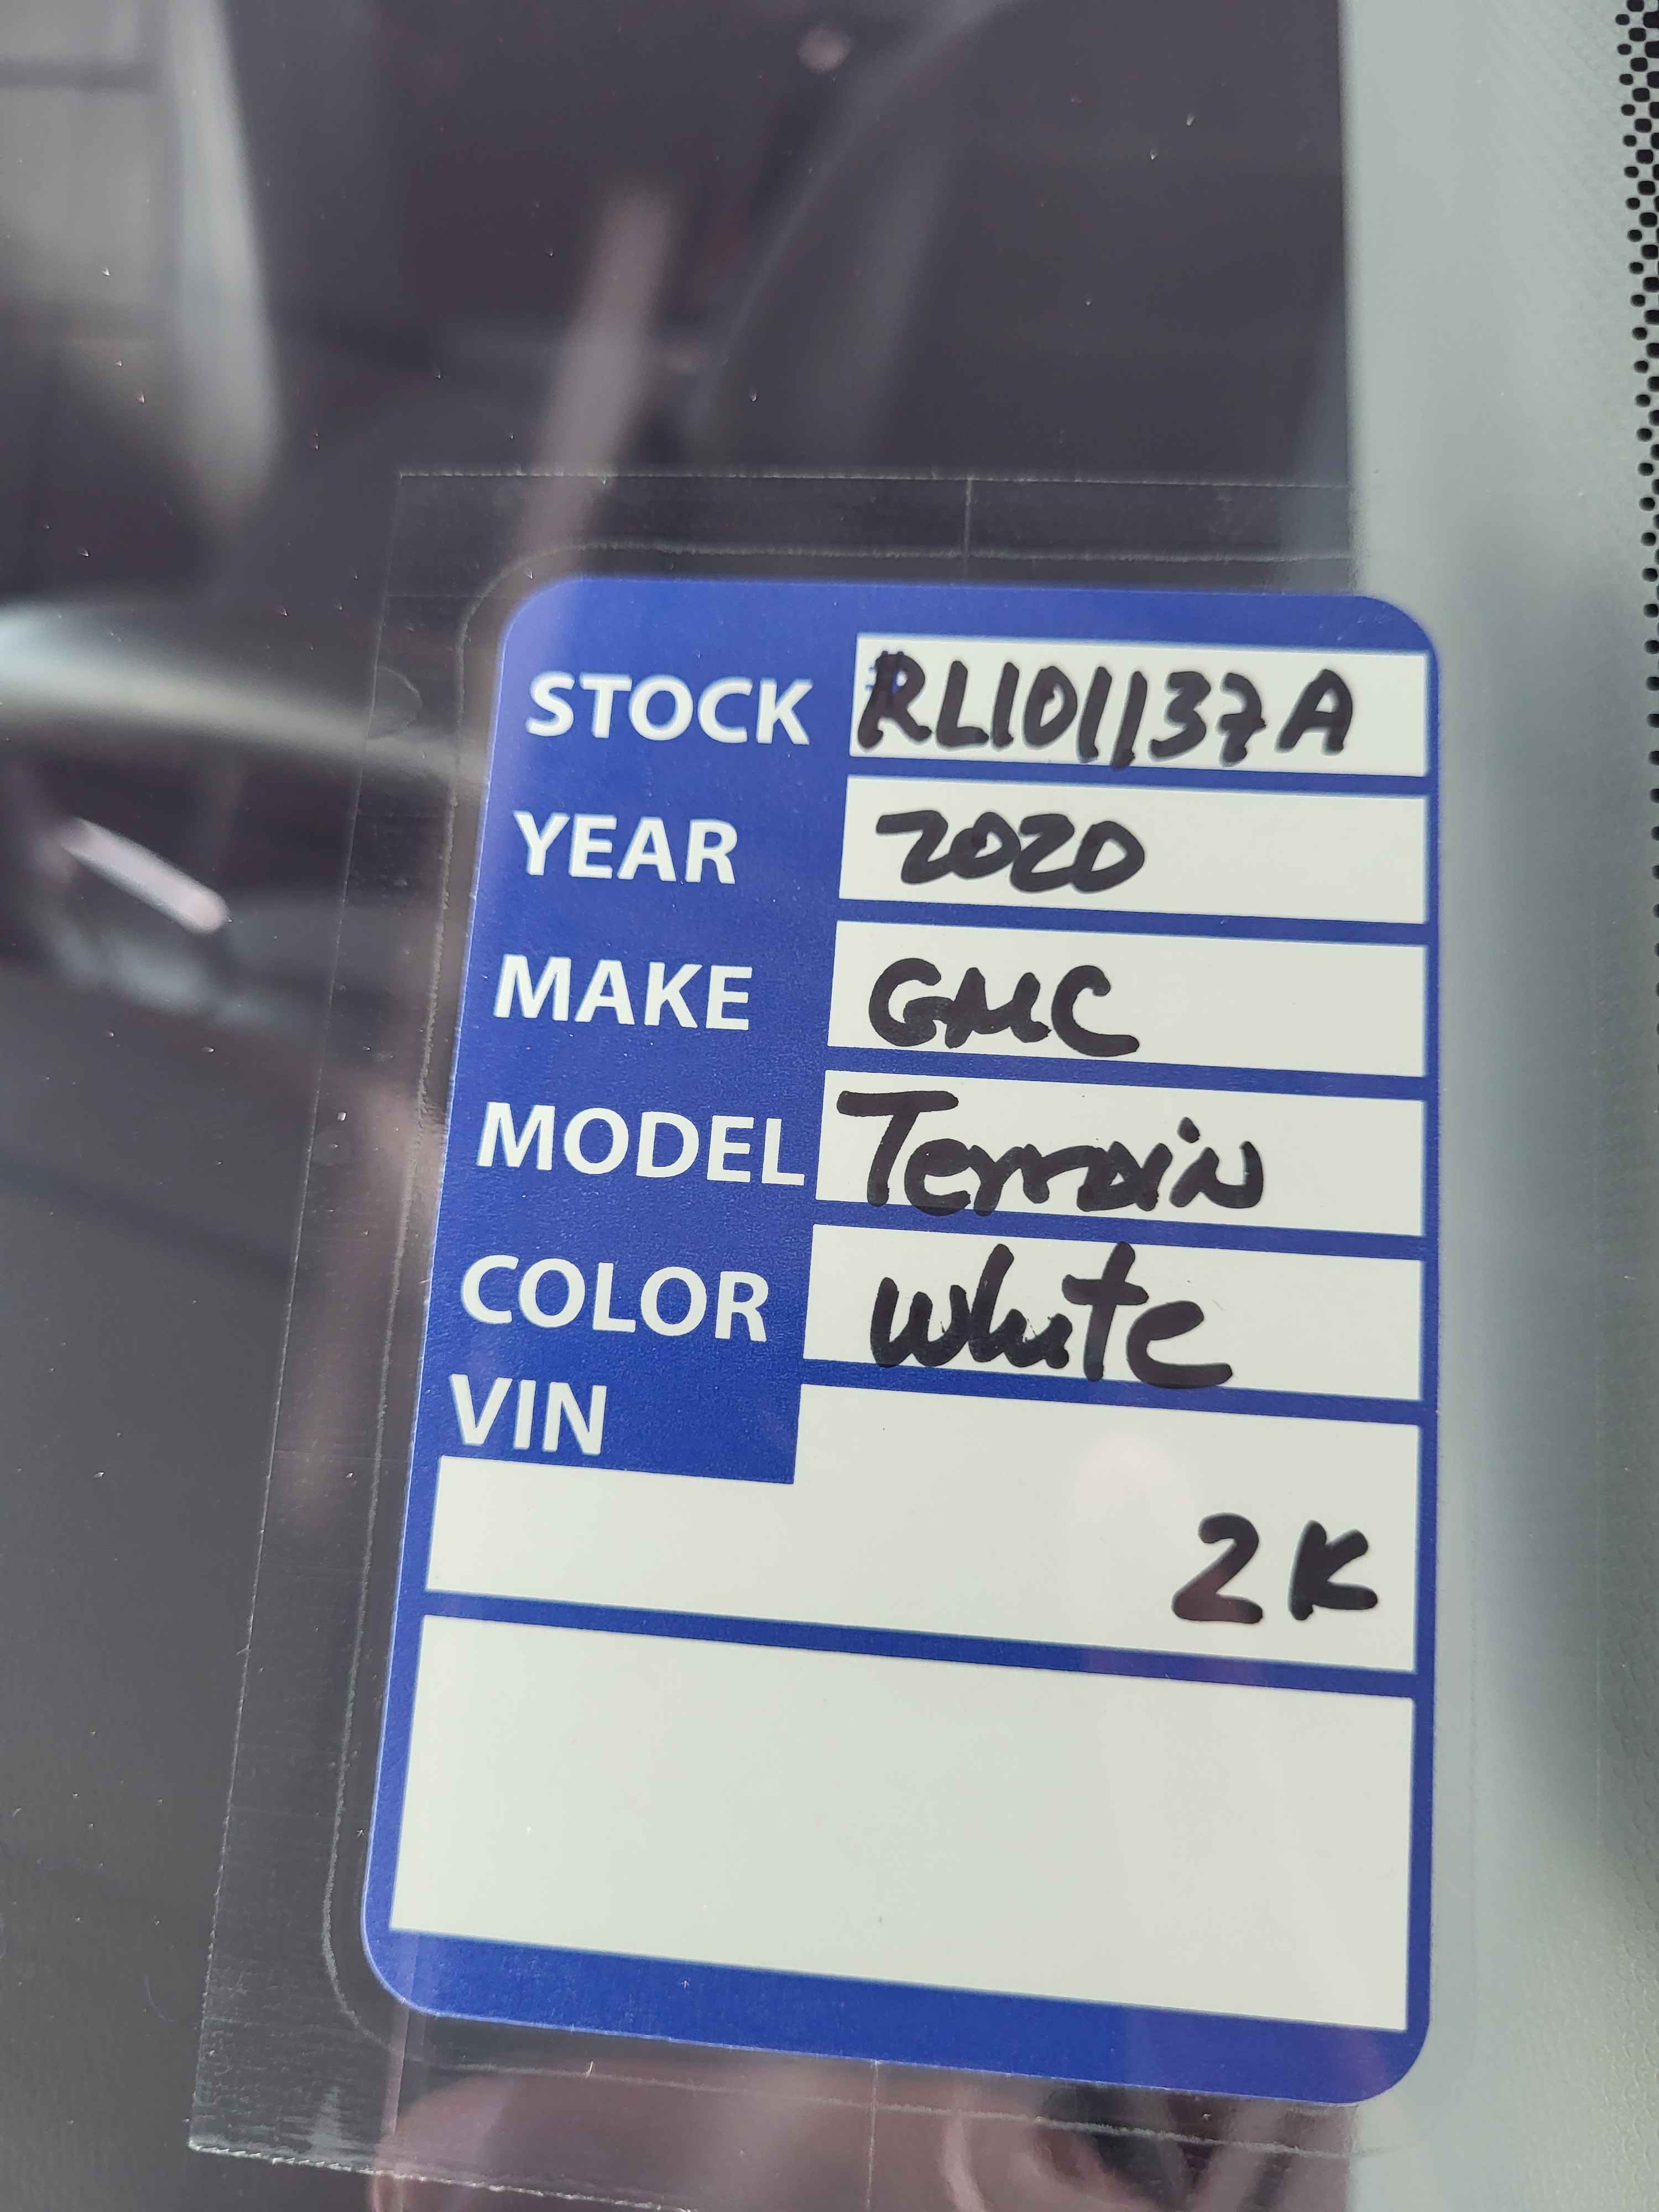 STOCK # RL101137A
YEAR 2020
MAKE GMC
MODEL Terrain
COLOR White
VIN
2K